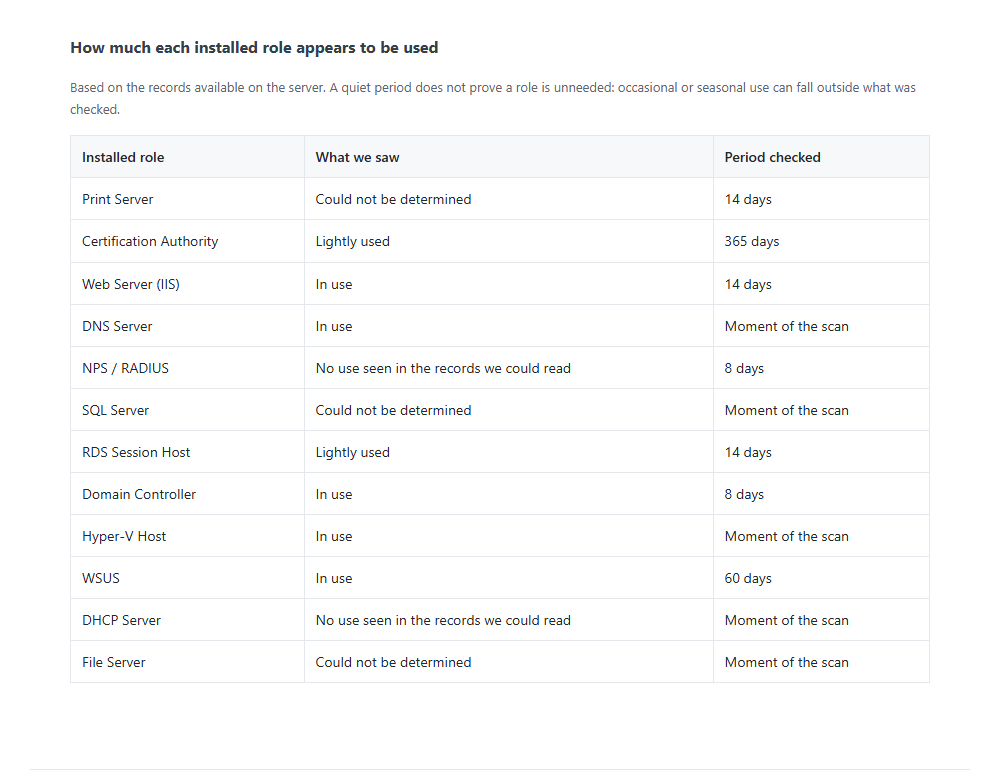 How much each installed role appears to be used
Based on the records available on the server. A quiet period does not prove a role is unneeded: occasional or seasonal use can fall outside what was
checked.
Installed role What we saw Period checked
Print Server Could not be determined 14 days
Certification Authority Lightly used 365 days
Web Server (IIS) In use 14 days
DNS Server In use Moment of the scan
NPS / RADIUS No use seen in the records we could read 8 days
SQL Server Could not be determined Moment of the scan
RDS Session Host Lightly used 14 days
Domain Controller In use 8 days
Hyper-V Host In use Moment of the scan
WSUS In use 60 days
DHCP Server No use seen in the records we could read Moment of the scan
File Server Could not be determined Moment of the scan